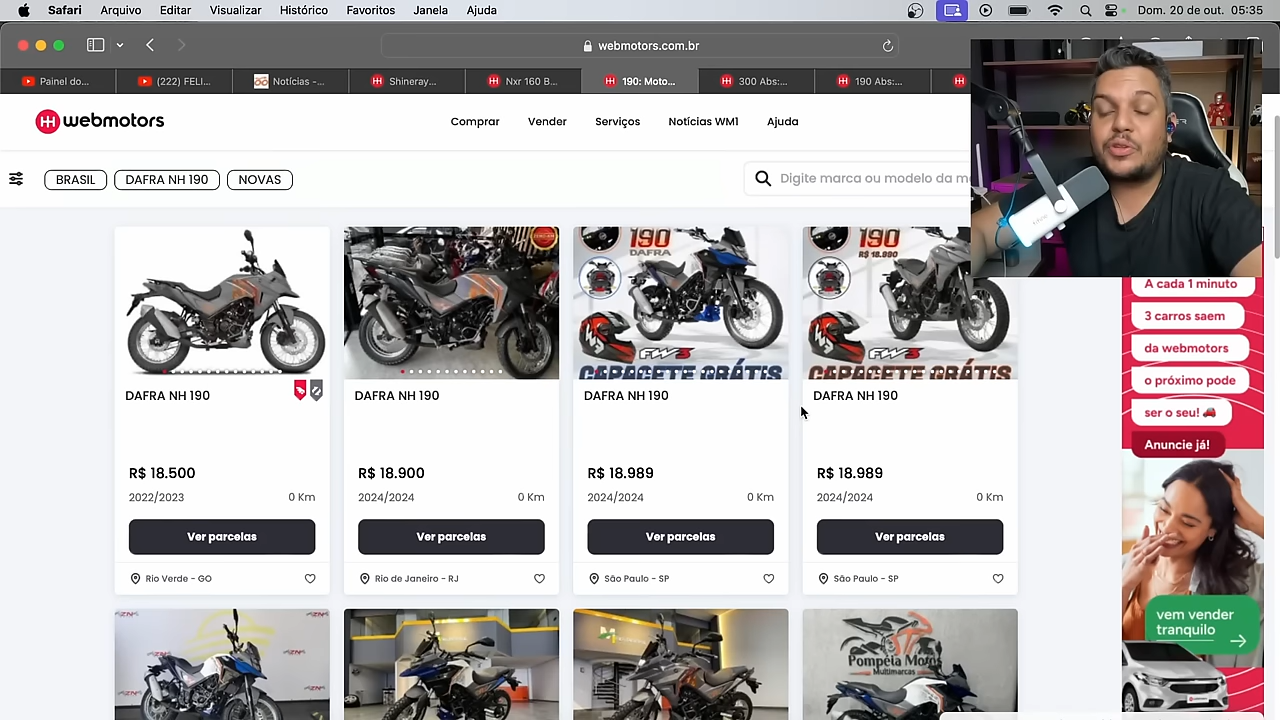 Safari Arquivo Editar Visualizar Histórico Favoritos Janela Ajuda Dom. 20 de out. 05:35
webmotors.com.br
Painel do... (222) FELI... Notícias -... Shineray... Nxr 160 B... 190: Moto... 300 Abs:... 190 Abs:...
webmotors Comprar Vender Serviços Notícias WM1 Ajuda
BRASIL DAFRA NH 190 NOVAS Digite marca ou modelo da m
190 DAFRA
190
R$ 18.990
FW3 FW3
CAPACETE GRÁTIS CAPACETE GRÁTIS
DAFRA NH 190 DAFRA NH 190 DAFRA NH 190 DAFRA NH 190
R$ 18.500 R$ 18.900 R$ 18.989 R$ 18.989
2022/2023 0 Km 2024/2024 0 Km 2024/2024 0 Km 2024/2024 0 Km
Ver parcelas Ver parcelas Ver parcelas Ver parcelas
Rio Verde - GO Rio de Janeiro - RJ São Paulo - SP São Paulo - SP
Pompéia Motos
Multimarcas
A cada 1 minuto
3 carros saem
da webmotors
o próximo pode
ser o seu!
Anuncie já!
vem vender
tranquilo